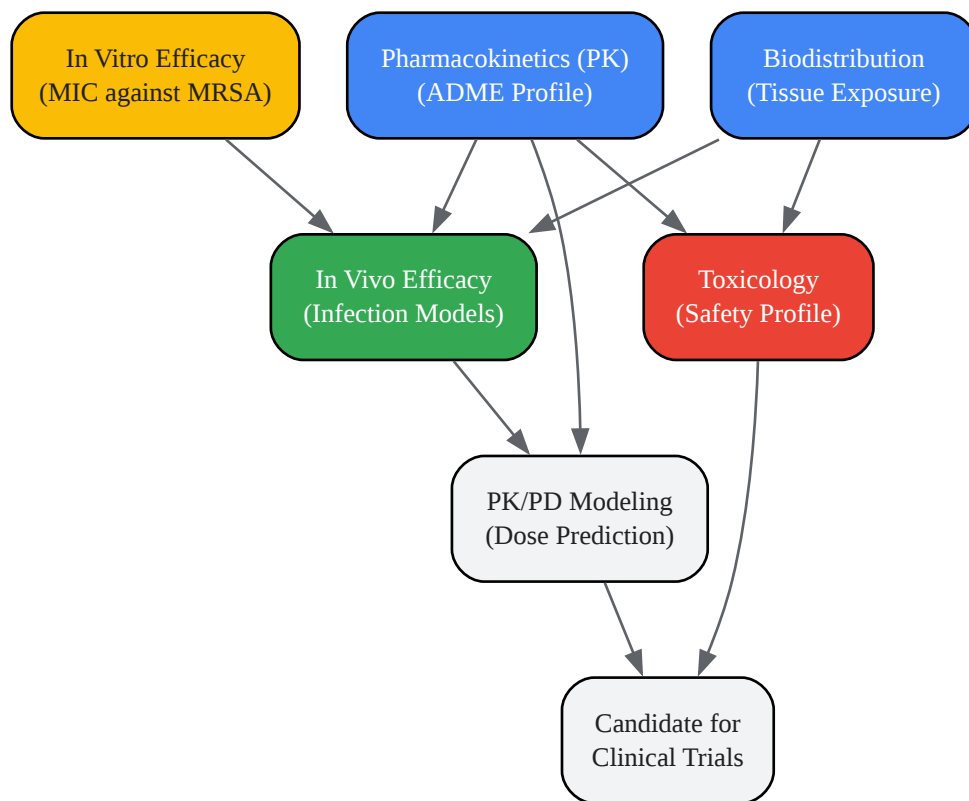 In Vitro Efficacy
(MIC against MRSA)
Pharmacokinetics (PK)
(ADME Profile)
Biodistribution
(Tissue Exposure)
In Vivo Efficacy
(Infection Models)
Toxicology
(Safety Profile)
PK/PD Modeling
(Dose Prediction)
Candidate for
Clinical Trials